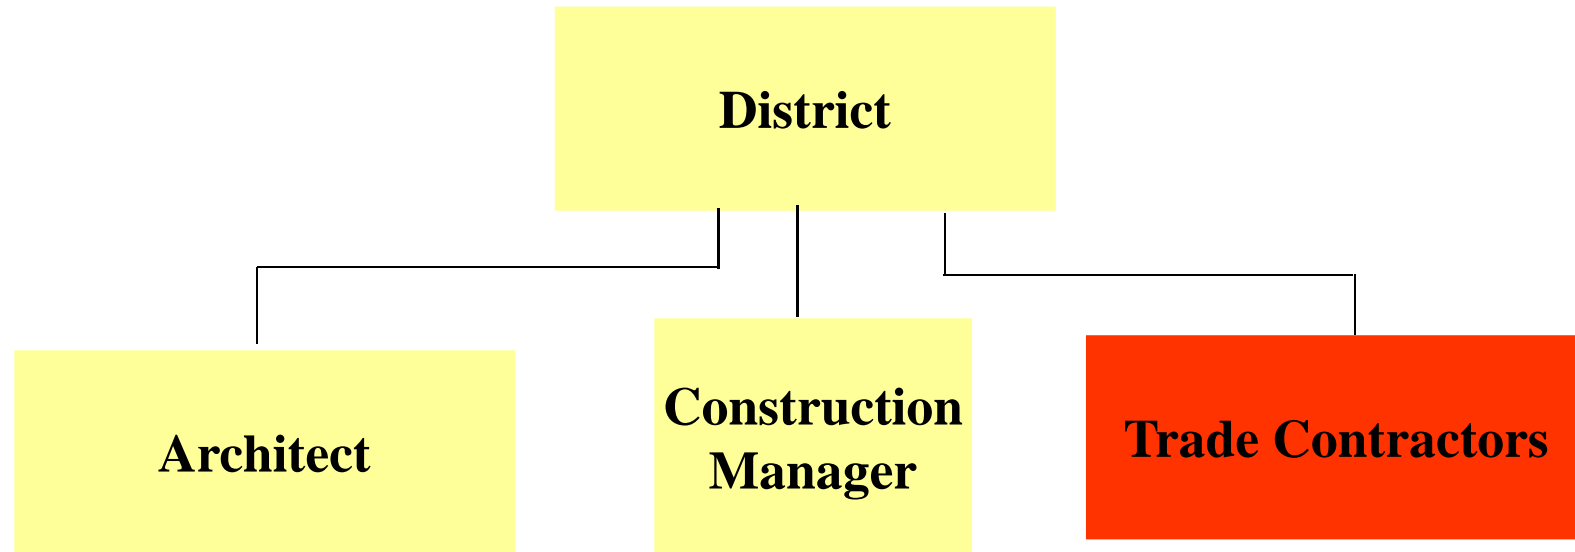 District
Architect
Construction
Manager
Trade Contractors